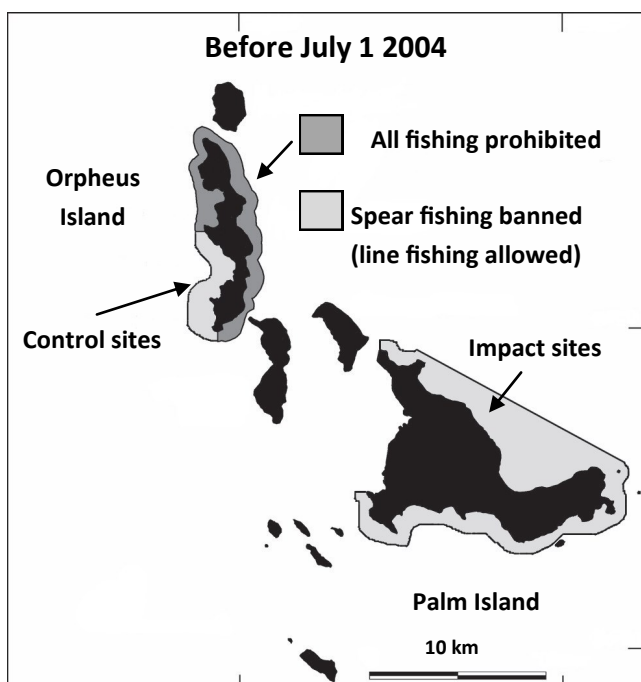 Before July 1 2004
All fishing prohibited
Orpheus
Island
Spear fishing banned
(line fishing allowed)
Control sites
Impact sites
Palm Island
10 km